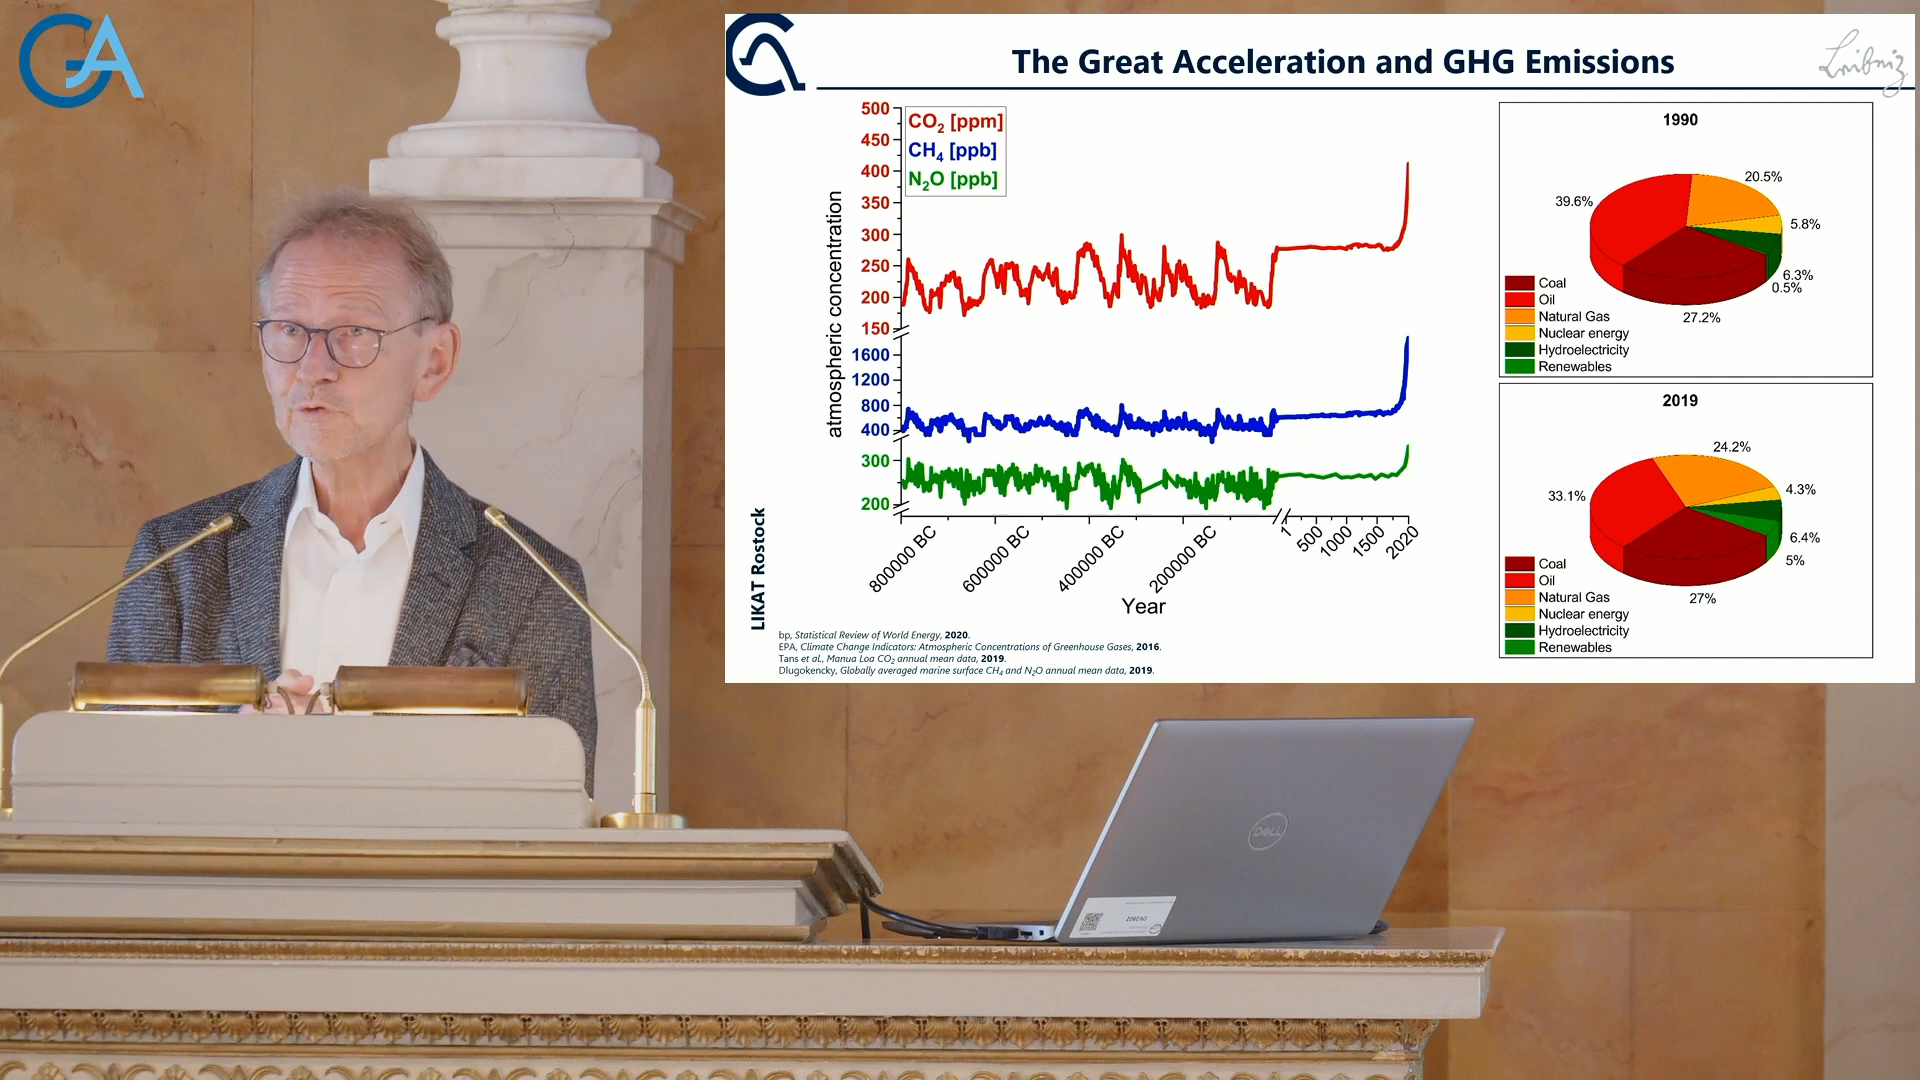 GA
The Great Acceleration and GHG Emissions
Leibniz
500
450
400
350
300
250
200
150
1600
1200
800
400
300
200
CO₂ [ppm]
CH₄ [ppb]
N₂O [ppb]
atmospheric concentration
800000 BC
600000 BC
400000 BC
200000 BC
1
500
1000
1500
2020
Year
1990
39.6%
20.5%
5.8%
6.3%
0.5%
27.2%
Coal
Oil
Natural Gas
Nuclear energy
Hydroelectricity
Renewables
2019
33.1%
24.2%
4.3%
6.4%
5%
27%
Coal
Oil
Natural Gas
Nuclear energy
Hydroelectricity
Renewables
LIKAT Rostock
bp, Statistical Review of World Energy, 2020.
EPA, Climate Change Indicators: Atmospheric Concentrations of Greenhouse Gases, 2016.
Tans et al., Manua Loa CO₂ annual mean data, 2019.
Dlugokencky, Globally averaged marine surface CH₄ and N₂O annual mean data, 2019.
DELL
DV2802